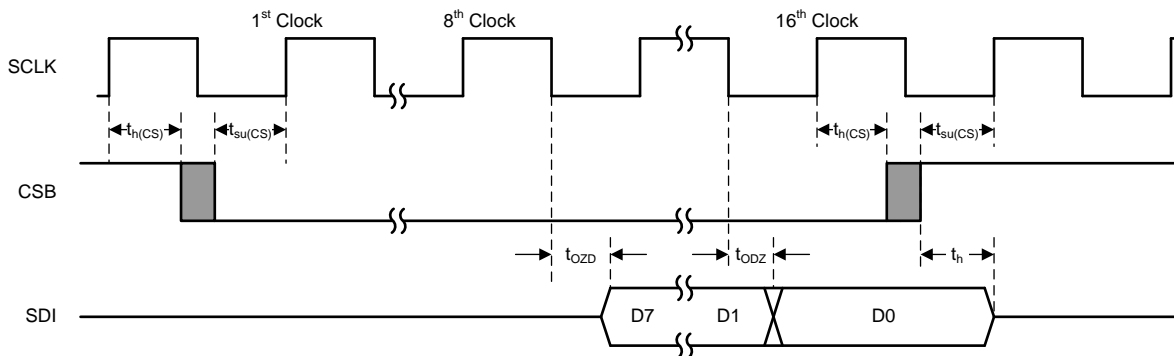 1st Clock 8th Clock 16th Clock
SCLK
th(CS) tsu(CS) th(CS) tsu(CS)
CSB
tOZD tODZ th
SDI D7 D1 D0